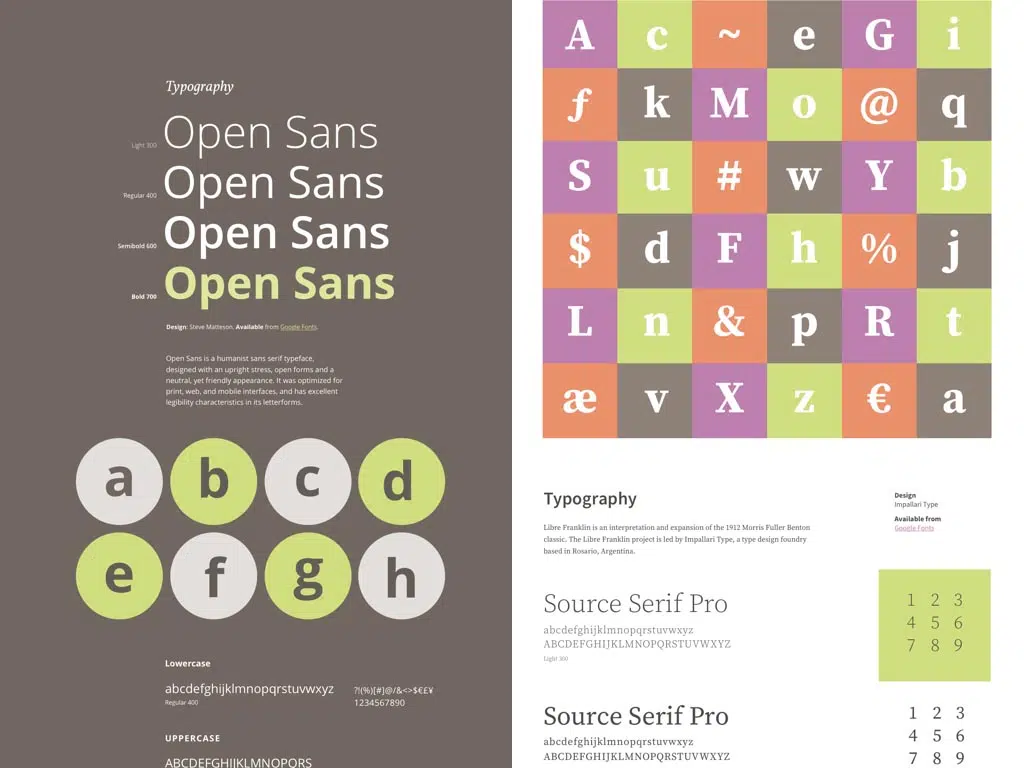 Typography
Light 300
Open Sans
Regular 400
Open Sans
Semibold 600
Open Sans
Bold 700
Open Sans
Design: Steve Matteson, Available from Google Fonts.
Open Sans is a humanist sans serif typeface,
designed with an upright stress, open forms and a
neutral, yet friendly appearance. It was optimized for
print, web, and mobile interfaces, and has excellent
legibility characteristics in its letterforms.
a b c d
e f g h
Lowercase
abcdefghijklmnopqrstuvwxyz
Regular 400
?!(%)[#]@/&<>$€£¥
1234567890
UPPERCASE
ABCDEFGHIJKLMNOPQRS
A c ~ e G i
ƒ k M o @ q
S u # w Y b
$ d F h % j
L n & p R t
æ v X z € a
Typography
Libre Franklin is an interpretation and expansion of the 1912 Morris Fuller Benton
classic. The Libre Franklin project is led by Impallari Type, a type design foundry
based in Rosario, Argentina.
Design
Impallari Type
Available from
Google Fonts
Source Serif Pro
abcdefghijklmnopqrstuvwxyz
ABCDEFGHIJKLMNOPQRSTUVWXYZ
Light 300
1 2 3
4 5 6
7 8 9
Source Serif Pro
abcdefghijklmnopqrstuvwxyz
ABCDEFGHIJKLMNOPQRSTUVWXYZ
1 2 3
4 5 6
7 8 9